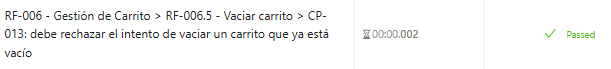 RF-006 - Gestión de Carrito > RF-006.5 - Vaciar carrito > CP-
013: debe rechazar el intento de vaciar un carrito que ya está
vacío
00:00.002
Passed